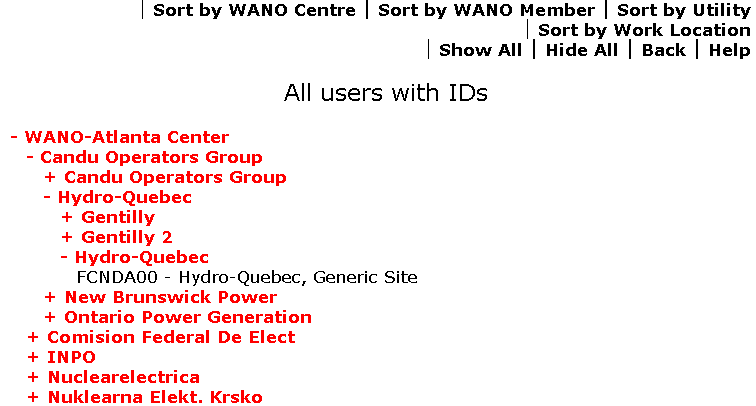 | Sort by WANO Centre | Sort by WANO Member | Sort by Utility
| Sort by Work Location
| Show All | Hide All | Back | Help
All users with IDs
- WANO-Atlanta Center
- Candu Operators Group
+ Candu Operators Group
- Hydro-Quebec
+ Gentilly
+ Gentilly 2
- Hydro-Quebec
FCNDA00 - Hydro-Quebec, Generic Site
+ New Brunswick Power
+ Ontario Power Generation
+ Comision Federal De Elect
+ INPO
+ Nuclearelectrica
+ Nuklearna Elekt. Krsko